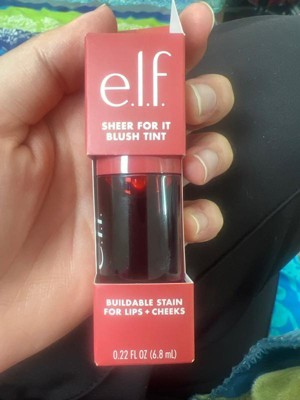 e.l.f.
SHEER FOR IT
BLUSH TINT
e.l.f.
BUILDABLE STAIN
FOR LIPS + CHEEKS
0.22 FL OZ (6.8 mL)